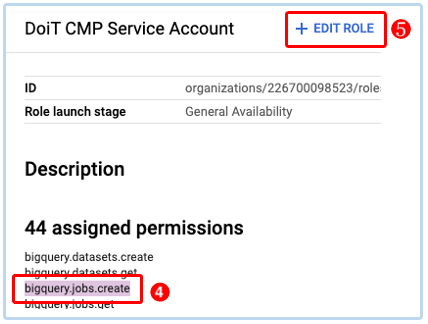 DoiT CMP Service Account
+ EDIT ROLE
5
ID
organizations/226700098523/roles
Role launch stage
General Availability
Description
44 assigned permissions
bigquery.datasets.create
bigquery.datasets.get
bigquery.jobs.create
4
bigquery.jobs.get